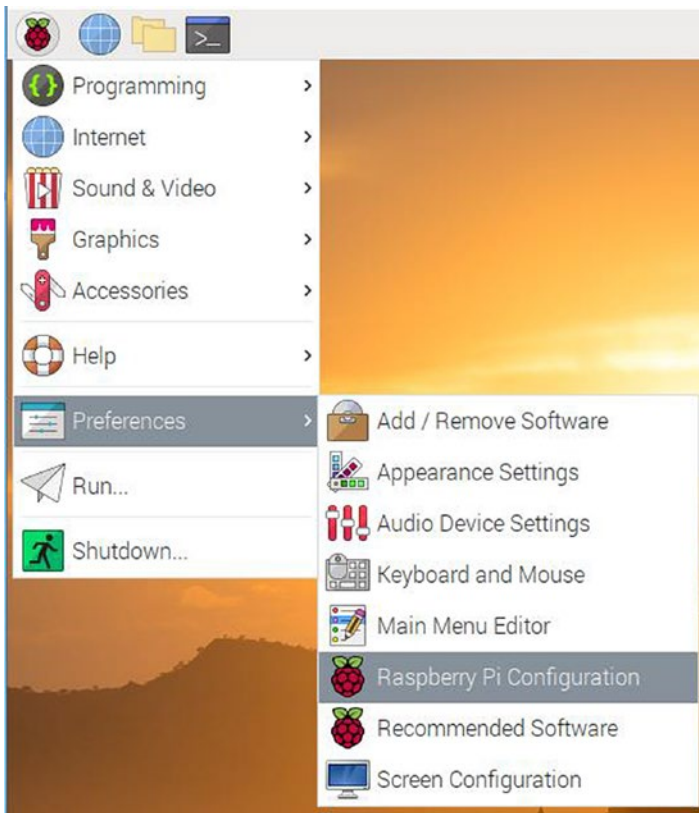 >_
Programming
Internet
Sound & Video
Graphics
Accessories
Help
Preferences
Run...
Shutdown...
Add / Remove Software
Appearance Settings
Audio Device Settings
Keyboard and Mouse
Main Menu Editor
Raspberry Pi Configuration
Recommended Software
Screen Configuration